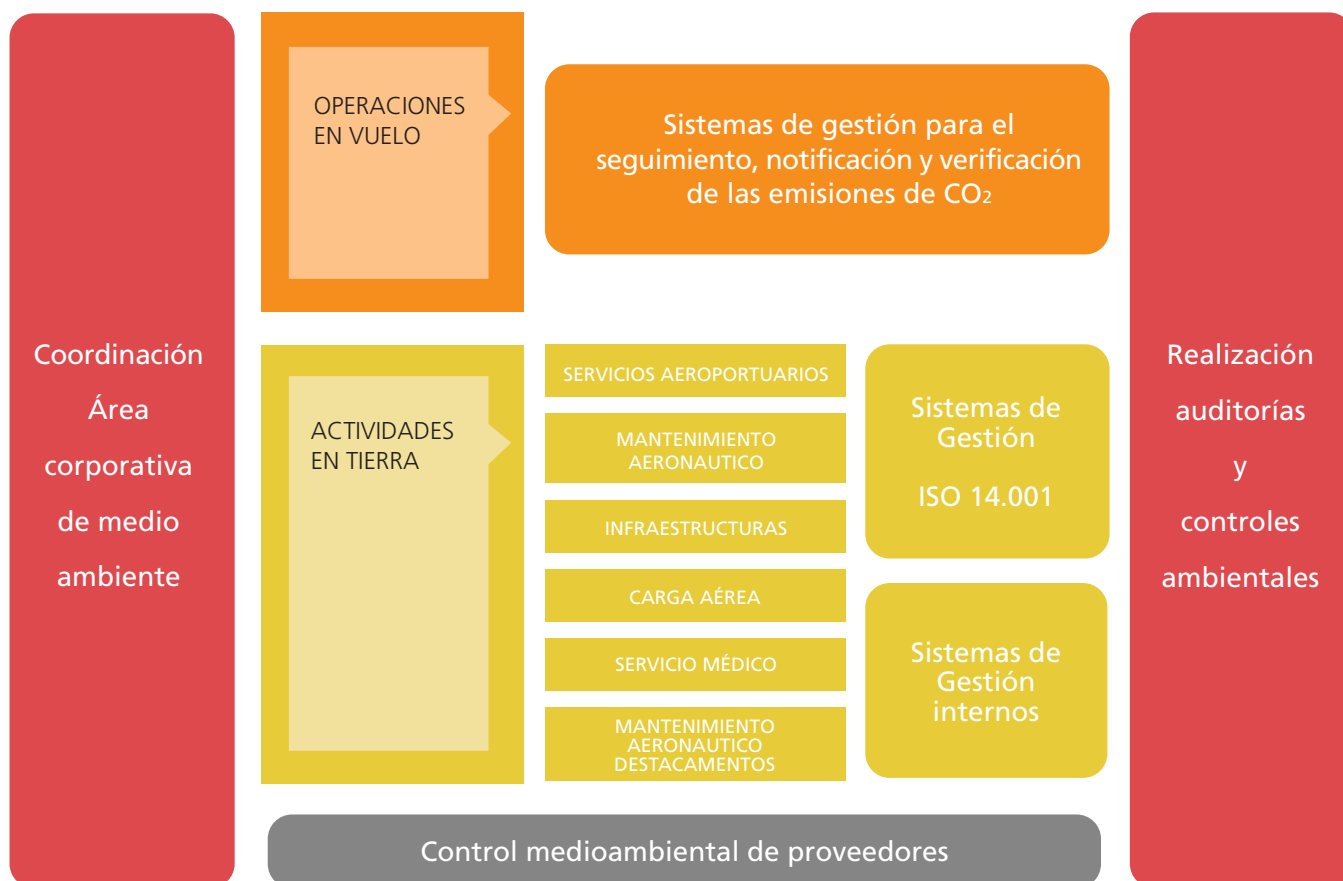 Coordinación
Área
corporativa
de medio
ambiente
OPERACIONES
EN VUELO
Sistemas de gestión para el
seguimiento, notificación y verificación
de las emisiones de CO2
ACTIVIDADES
EN TIERRA
SERVICIOS AEROPORTUARIOS
MANTENIMIENTO
AERONAUTICO
INFRAESTRUCTURAS
CARGA AÉREA
SERVICIO MÉDICO
MANTENIMIENTO
AERONAUTICO
DESTACAMENTOS
Sistemas de
Gestión
ISO 14.001
Sistemas de
Gestión
internos
Realización
auditorías
y
controles
ambientales
Control medioambiental de proveedores